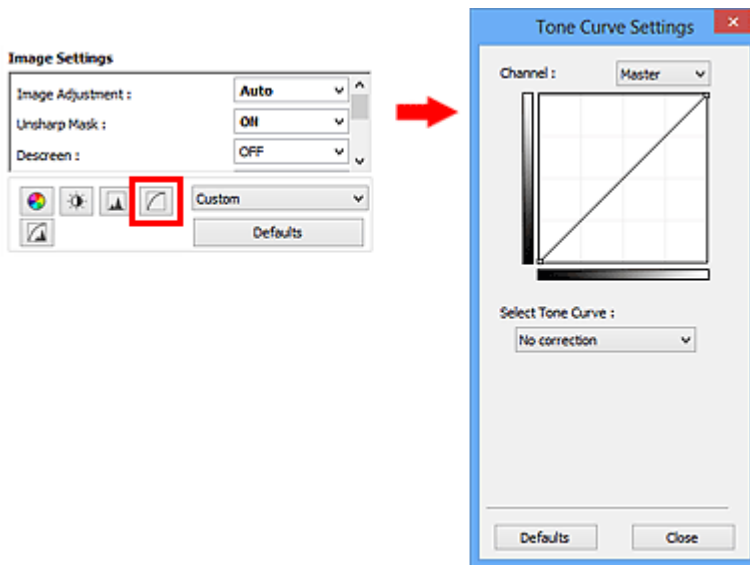 Image Settings
Image Adjustment : Auto
Unsharp Mask : ON
Descreen : OFF
Custom
Defaults
Tone Curve Settings
Channel : Master
Select Tone Curve :
No correction
Defaults Close